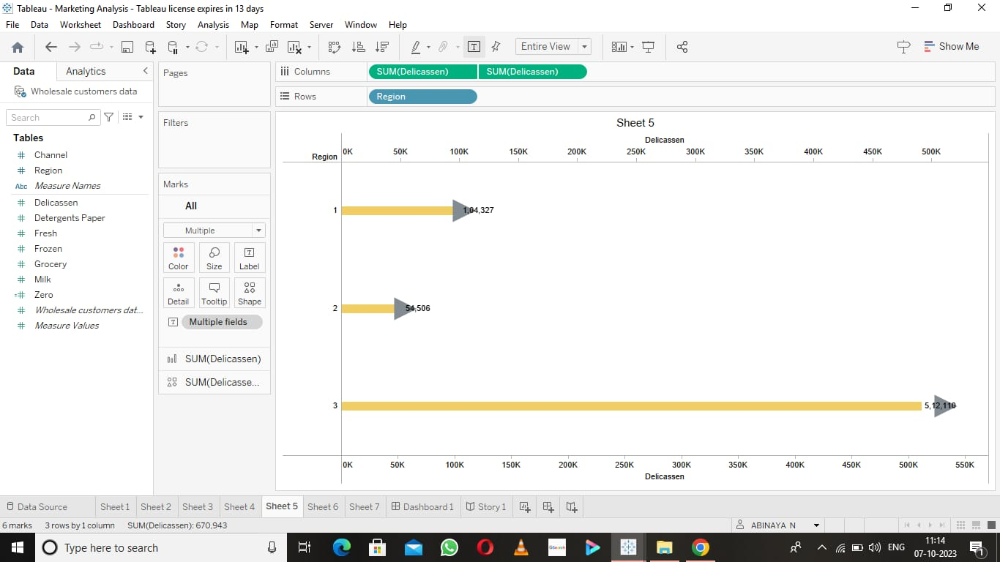 Tableau - Marketing Analysis - Tableau license expires in 13 days
File Data Worksheet Dashboard Story Analysis Map Format Server Window Help
Entire View Show Me
Data Analytics
Wholesale customers data
Search
Tables
Channel
Region
Abc Measure Names
Delicassen
Detergents Paper
Fresh
Frozen
Grocery
Milk
Zero
Wholesale customers dat...
Measure Values
Pages
Filters
Marks
All
Multiple
Color Size Label
Detail Tooltip Shape
Multiple fields
SUM(Delicassen)
SUM(Delicasse...
Columns SUM(Delicassen) SUM(Delicassen)
Rows Region
Sheet 5
Delicassen
Region 0K 50K 100K 150K 200K 250K 300K 350K 400K 450K 500K
1 1,04,327
2 54,506
3 5,12,110
0K 50K 100K 150K 200K 250K 300K 350K 400K 450K 500K 550K
Delicassen
Data Source Sheet 1 Sheet 2 Sheet 3 Sheet 4 Sheet 5 Sheet 6 Sheet 7 Dashboard 1 Story 1
6 marks 3 rows by 1 column SUM(Delicassen): 670,943 ABINAYA N
Type here to search ENG 11:14
07-10-2023 1